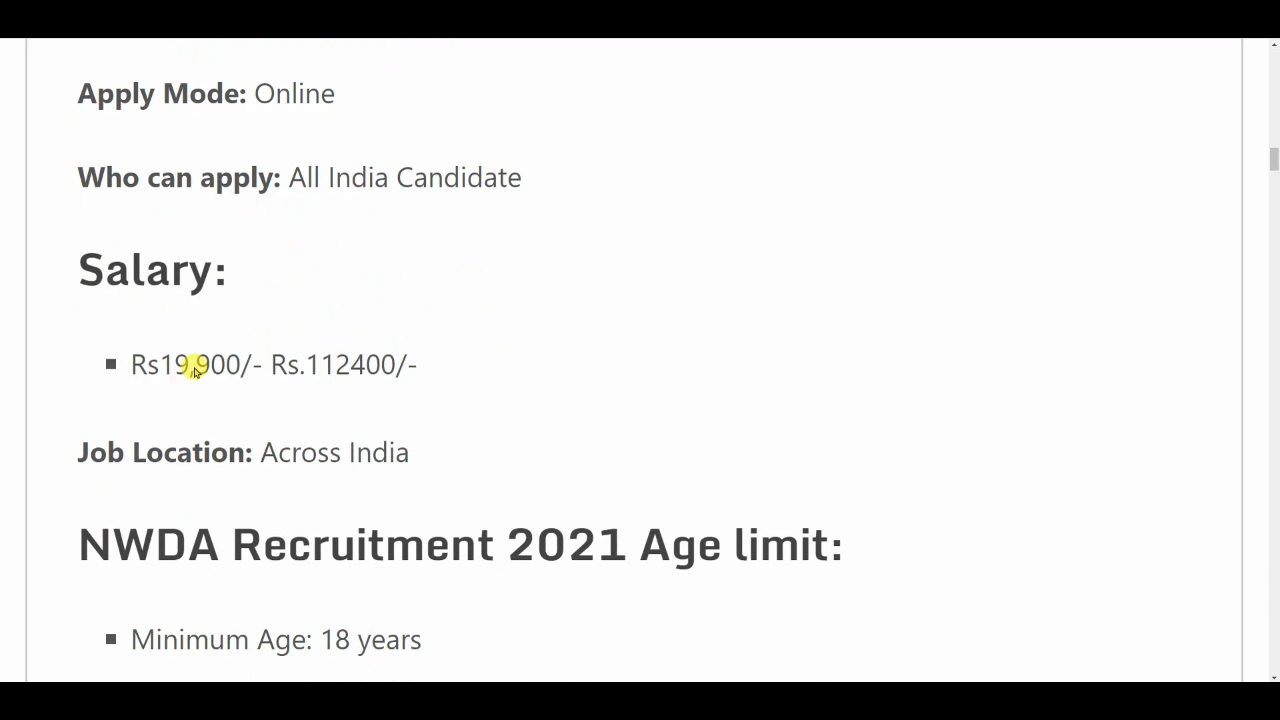 Apply Mode: Online
Who can apply: All India Candidate
Salary:
Rs19,900/- Rs.112400/-
Job Location: Across India
NWDA Recruitment 2021 Age limit:
Minimum Age: 18 years